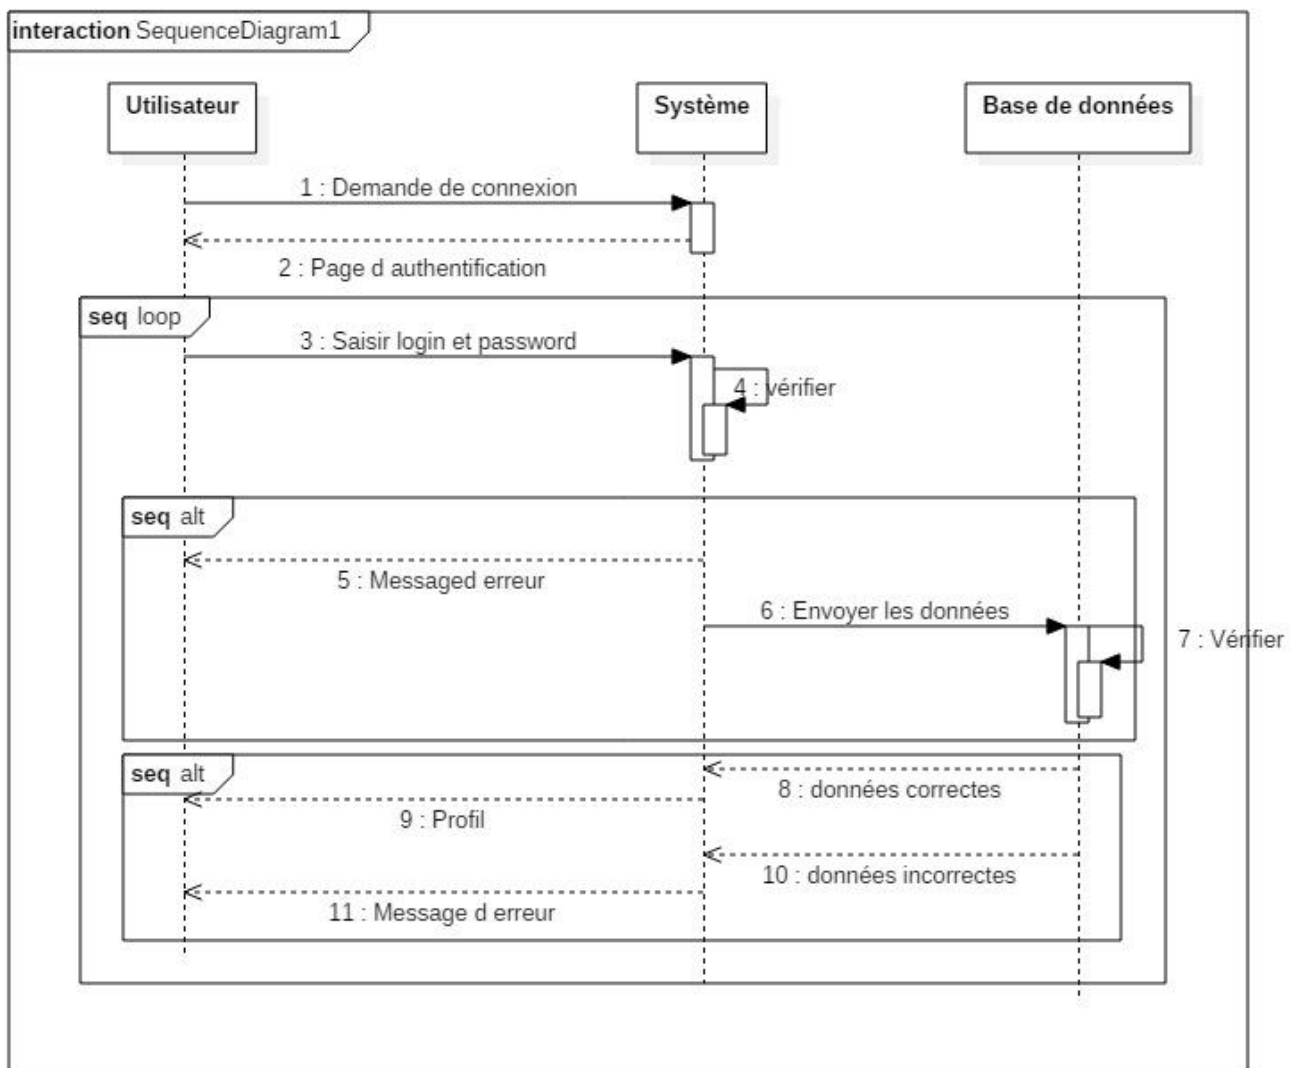 interaction SequenceDiagram1
Utilisateur
Système
Base de données
1 : Demande de connexion
2 : Page d authentification
seq loop
3 : Saisir login et password
4 : vérifier
seq alt
5 : Messaged erreur
6 : Envoyer les données
7 : Vérifier
seq alt
8 : données correctes
9 : Profil
10 : données incorrectes
11 : Message d erreur